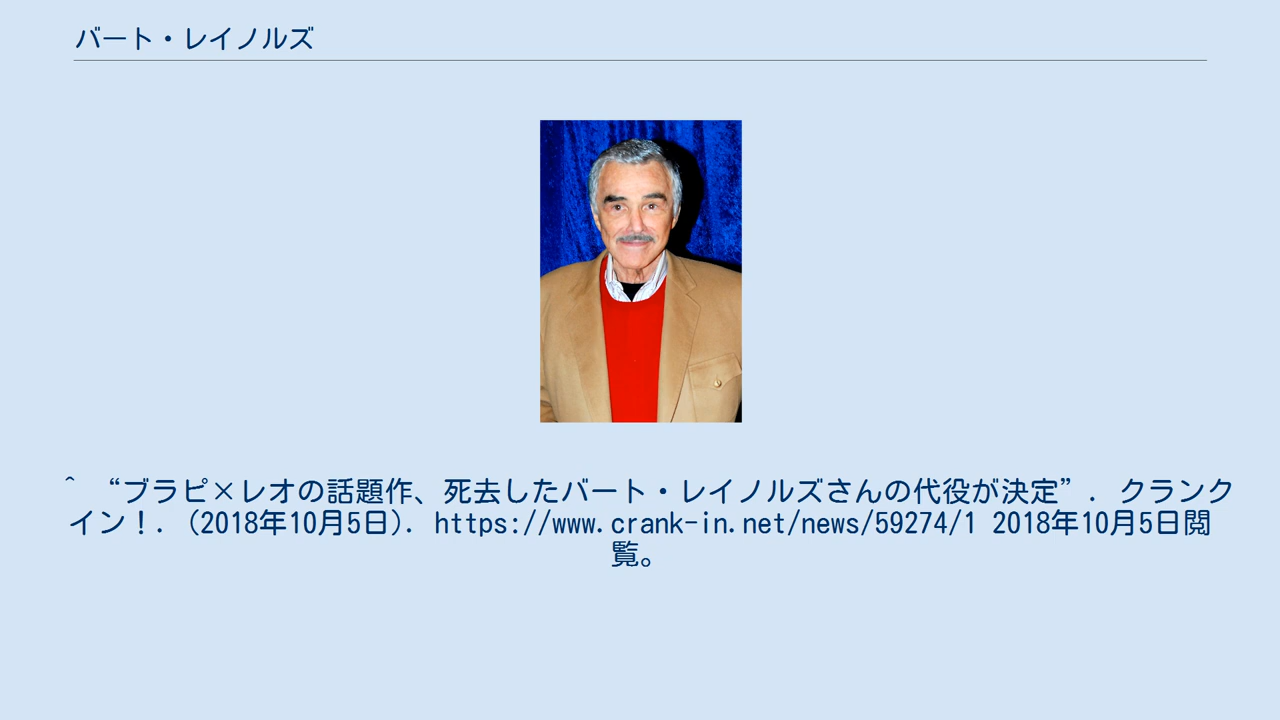 バート・レイノルズ
^ “ブラピ×レオの話題作、死去したバート・レイノルズさんの代役が決定”. クランク
イン！. (2018年10月5日). https://www.crank-in.net/news/59274/1 2018年10月5日閲
覧。